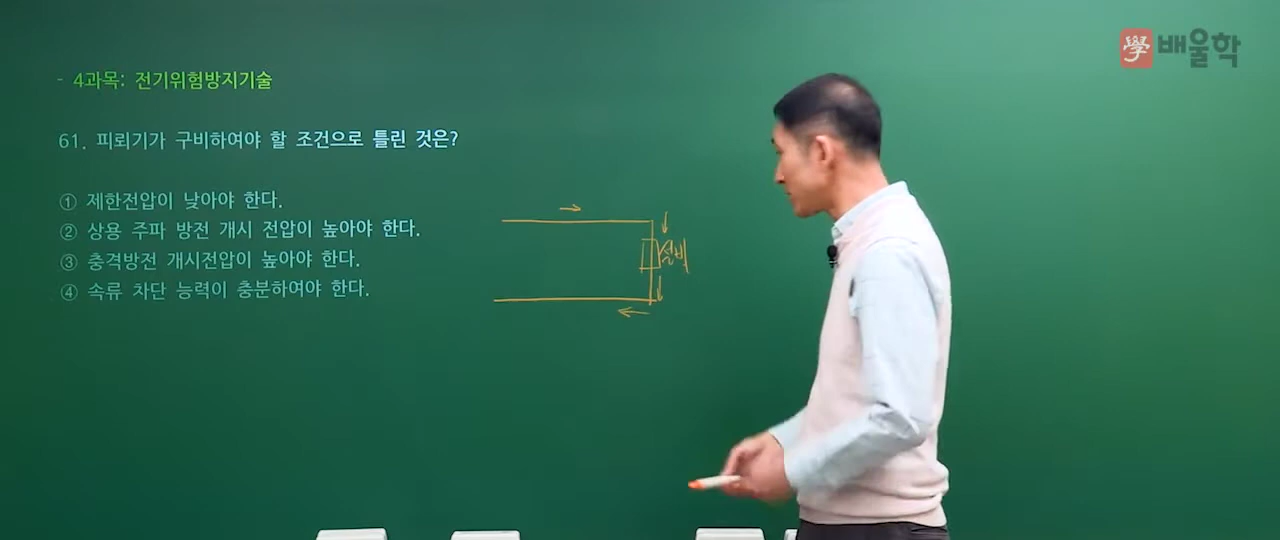 學 배울학
- 4과목: 전기위험방지기술
61. 피뢰기가 구비하여야 할 조건으로 틀린 것은?
① 제한전압이 낮아야 한다.
② 상용 주파 방전 개시 전압이 높아야 한다.
③ 충격방전 개시전압이 높아야 한다.
④ 속류 차단 능력이 충분하여야 한다.
설비